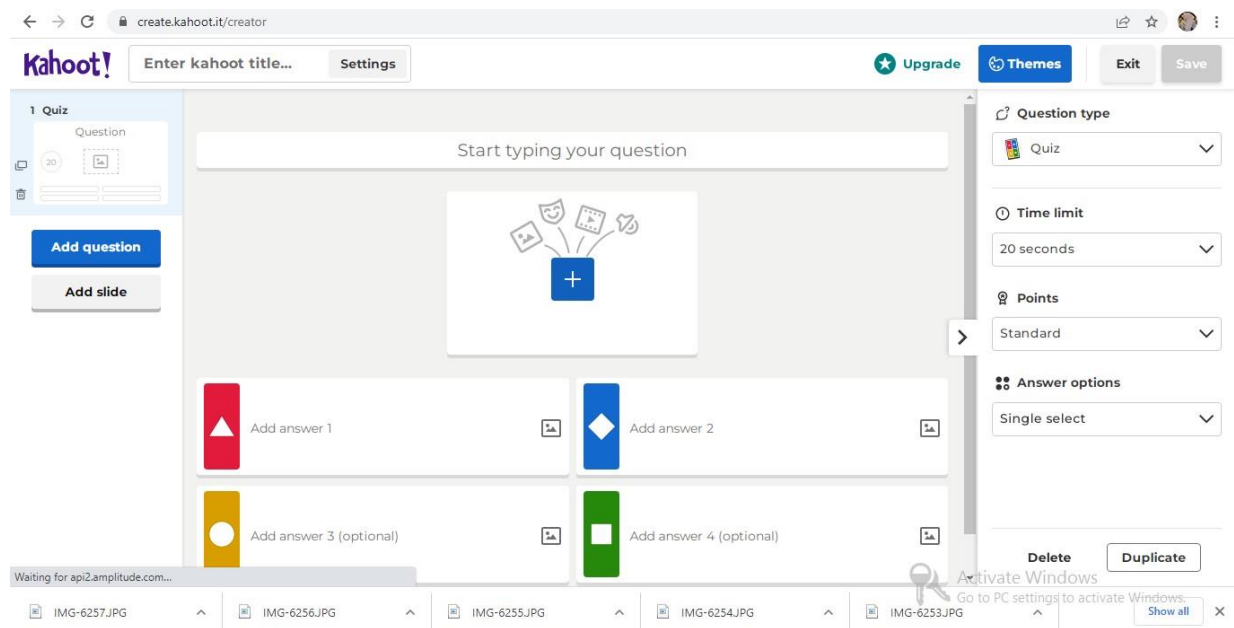 create.kahoot.it/creator
Kahoot!
Enter kahoot title...
Settings
Upgrade
Themes
Exit
Save
1 Quiz
Question
20
Add question
Add slide
Start typing your question
Add answer 1
Add answer 2
Add answer 3 (optional)
Add answer 4 (optional)
Question type
Quiz
Time limit
20 seconds
Points
Standard
Answer options
Single select
Delete
Duplicate
Activate Windows
Go to PC settings to activate Windows.
Waiting for api2.amplitude.com...
IMG-6257.JPG
IMG-6256.JPG
IMG-6255.JPG
IMG-6254.JPG
IMG-6253.JPG
Show all